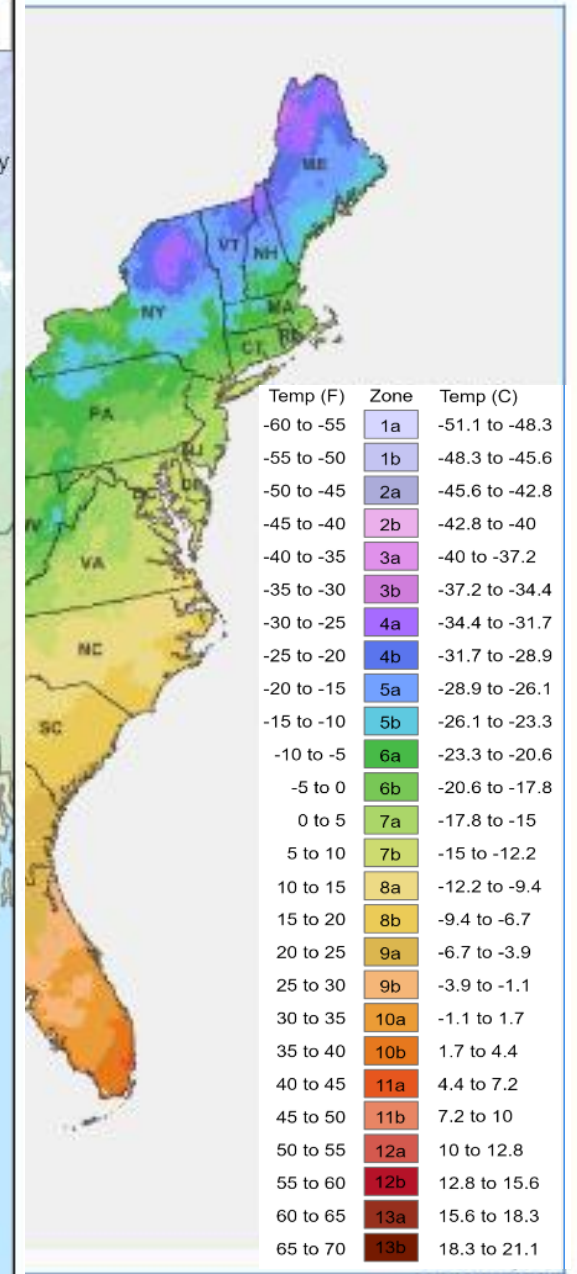 y
ME
VT
NH
NY
MA
RI
CT
PA
NJ
DE
DC
WV
VA
NC
SC
Temp (F) Zone Temp (C)
-60 to -55 1a -51.1 to -48.3
-55 to -50 1b -48.3 to -45.6
-50 to -45 2a -45.6 to -42.8
-45 to -40 2b -42.8 to -40
-40 to -35 3a -40 to -37.2
-35 to -30 3b -37.2 to -34.4
-30 to -25 4a -34.4 to -31.7
-25 to -20 4b -31.7 to -28.9
-20 to -15 5a -28.9 to -26.1
-15 to -10 5b -26.1 to -23.3
-10 to -5 6a -23.3 to -20.6
-5 to 0 6b -20.6 to -17.8
0 to 5 7a -17.8 to -15
5 to 10 7b -15 to -12.2
10 to 15 8a -12.2 to -9.4
15 to 20 8b -9.4 to -6.7
20 to 25 9a -6.7 to -3.9
25 to 30 9b -3.9 to -1.1
30 to 35 10a -1.1 to 1.7
35 to 40 10b 1.7 to 4.4
40 to 45 11a 4.4 to 7.2
45 to 50 11b 7.2 to 10
50 to 55 12a 10 to 12.8
55 to 60 12b 12.8 to 15.6
60 to 65 13a 15.6 to 18.3
65 to 70 13b 18.3 to 21.1